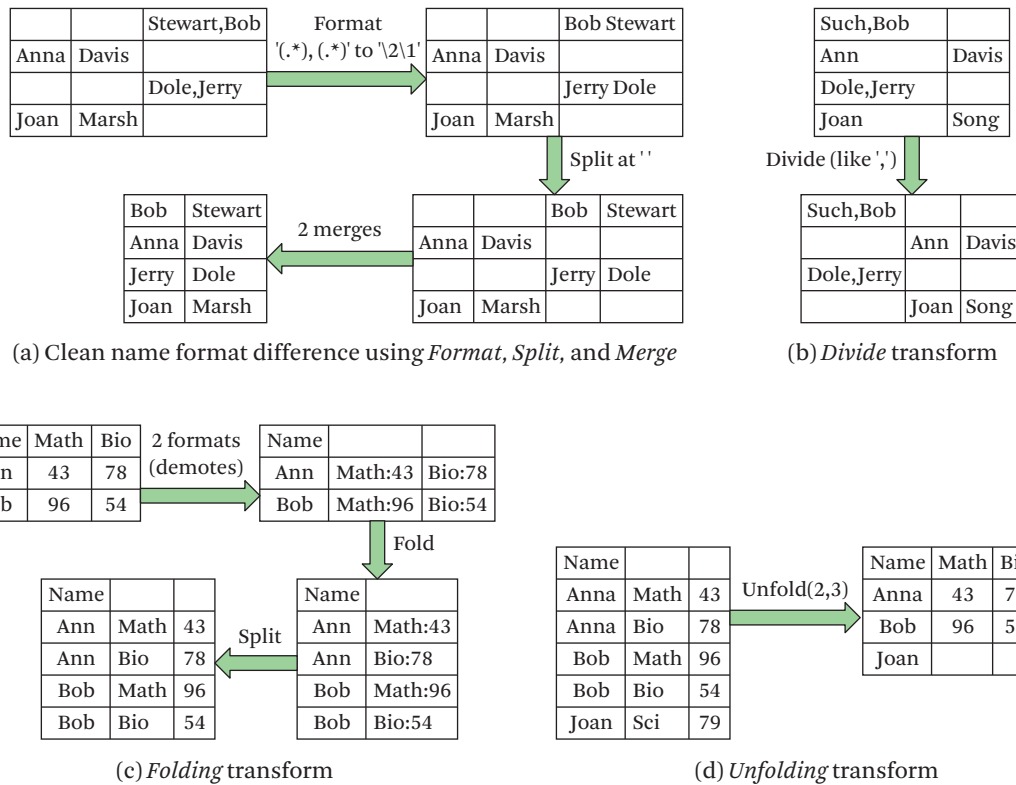 Stewart,Bob
Anna Davis
Dole,Jerry
Joan Marsh
Format
'(.*), (.*)' to '\2\1'
Bob Stewart
Anna Davis
Jerry Dole
Joan Marsh
Split at ' '
Bob Stewart
Anna Davis
Jerry Dole
Joan Marsh
2 merges
Bob Stewart
Anna Davis
Jerry Dole
Joan Marsh
(a) Clean name format difference using Format, Split, and Merge
Such,Bob
Ann Davis
Dole,Jerry
Joan Song
Divide (like ',')
Such,Bob
Ann Davis
Dole,Jerry
Joan Song
(b) Divide transform
me Math Bio
n 43 78
b 96 54
2 formats
(demotes)
Name
Ann Math:43 Bio:78
Bob Math:96 Bio:54
Fold
Name
Ann Math:43
Ann Bio:78
Bob Math:96
Bob Bio:54
Split
Name
Ann Math 43
Ann Bio 78
Bob Math 96
Bob Bio 54
(c) Folding transform
Name
Anna Math 43
Anna Bio 78
Bob Math 96
Bob Bio 54
Joan Sci 79
Unfold(2,3)
Name Math Bi
Anna 43 7
Bob 96 5
Joan
(d) Unfolding transform